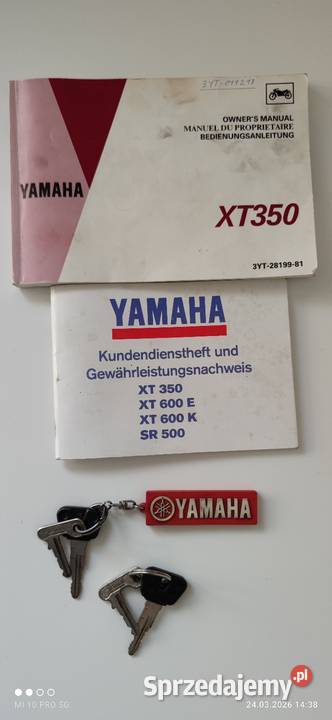 OWNER'S MANUAL
MANUEL DU PROPRIETAIRE
BEDIENUNGSANLEITUNG
YAMAHA
XT350
3YT-28199-81
YAMAHA
Kundendienstheft und
Gewährleistungsnachweis
XT 350
XT 600 E
XT 600 K
SR 500
YAMAHA
MI 10 PRO 5G
24.03.2026 14:38
Sprzedajemy.pl